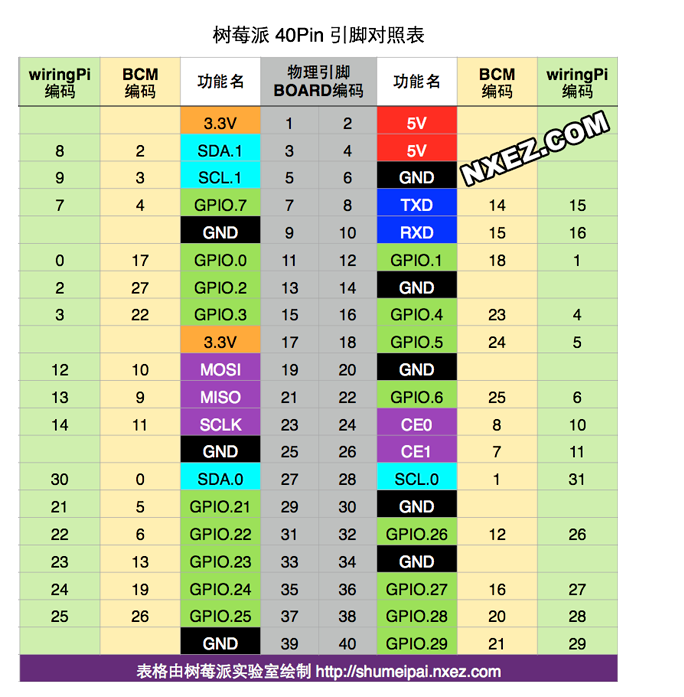 树莓派 40Pin 引脚对照表
wiringPi 编码 BCM 编码 功能名 物理引脚 BOARD编码 功能名 BCM 编码 wiringPi 编码
3.3V 1 2 5V
8 2 SDA.1 3 4 5V
9 3 SCL.1 5 6 GND
7 4 GPIO.7 7 8 TXD 14 15
GND 9 10 RXD 15 16
0 17 GPIO.0 11 12 GPIO.1 18 1
2 27 GPIO.2 13 14 GND
3 22 GPIO.3 15 16 GPIO.4 23 4
3.3V 17 18 GPIO.5 24 5
12 10 MOSI 19 20 GND
13 9 MISO 21 22 GPIO.6 25 6
14 11 SCLK 23 24 CE0 8 10
GND 25 26 CE1 7 11
30 0 SDA.0 27 28 SCL.0 1 31
21 5 GPIO.21 29 30 GND
22 6 GPIO.22 31 32 GPIO.26 12 26
23 13 GPIO.23 33 34 GND
24 19 GPIO.24 35 36 GPIO.27 16 27
25 26 GPIO.25 37 38 GPIO.28 20 28
GND 39 40 GPIO.29 21 29
表格由树莓派实验室绘制 http://shumeipai.nxez.com
NXEZ.COM